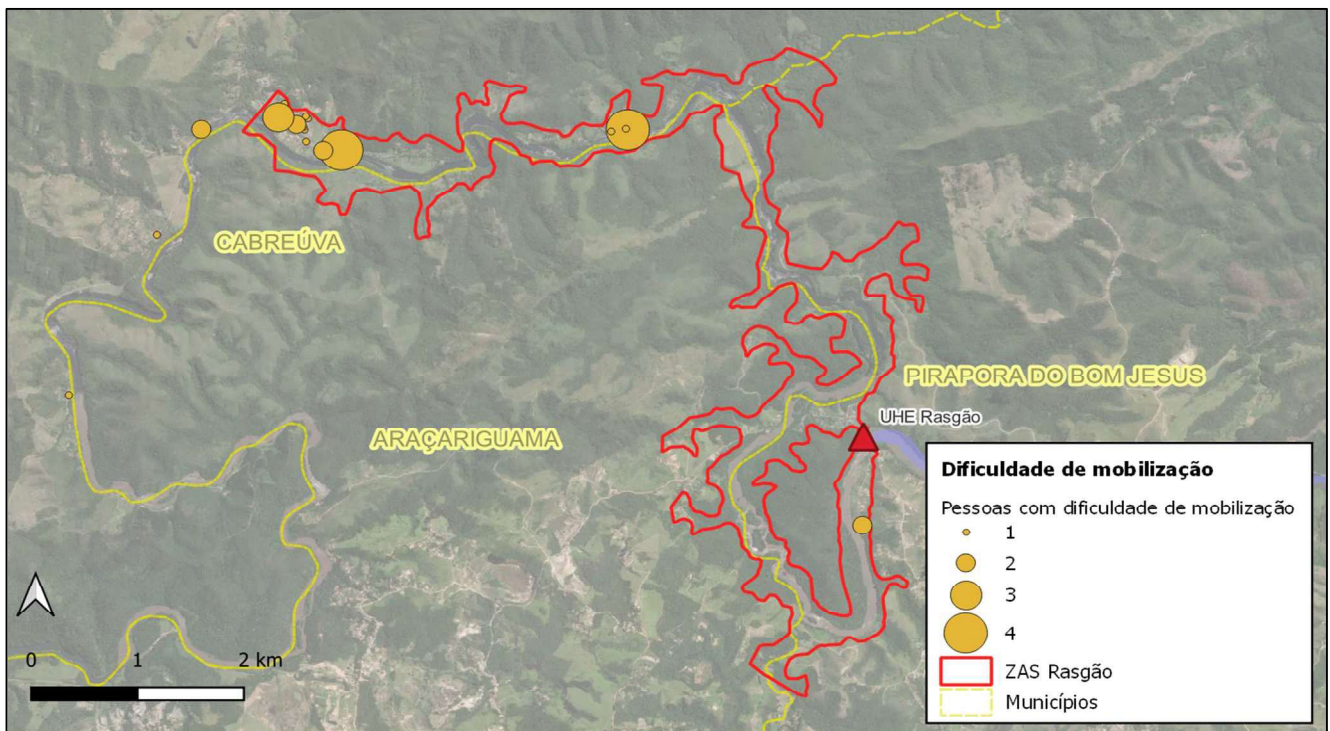 CABREÚVA
PIRAPORA DO BOM JESUS
UHE Rasgão
ARAÇARIGUAMA
Dificuldade de mobilização
Pessoas com dificuldade de mobilização
1
2
3
4
ZAS Rasgão
Municípios
0 1 2 km